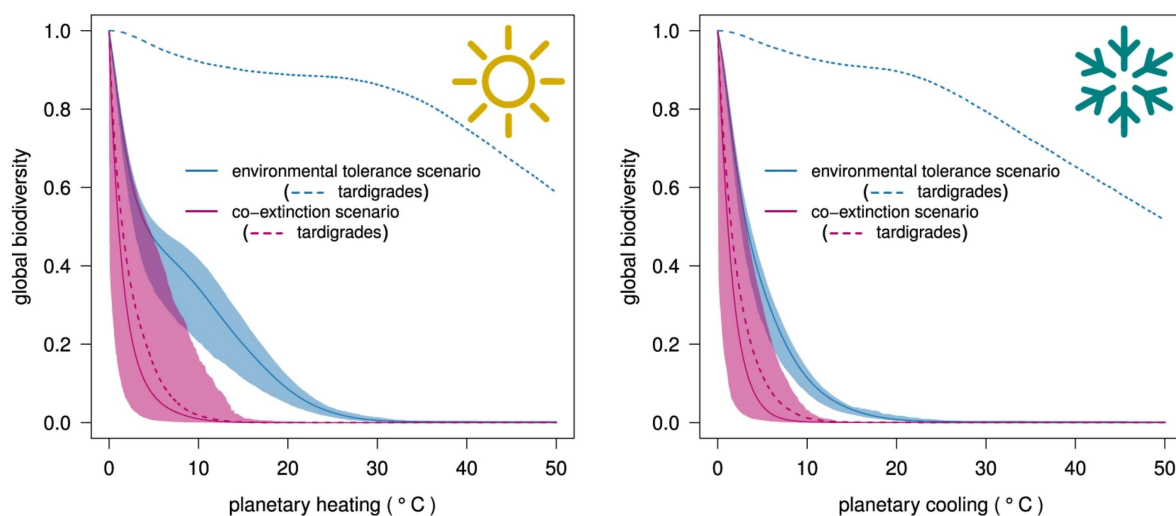 1.0
0.8
0.6
0.4
0.2
0.0
global biodiversity
environmental tolerance scenario
( tardigrades)
co−extinction scenario
( tardigrades)
0 10 20 30 40 50
planetary heating ( ° C )
1.0
0.8
0.6
0.4
0.2
0.0
global biodiversity
environmental tolerance scenario
( tardigrades)
co−extinction scenario
( tardigrades)
0 10 20 30 40 50
planetary cooling ( ° C )